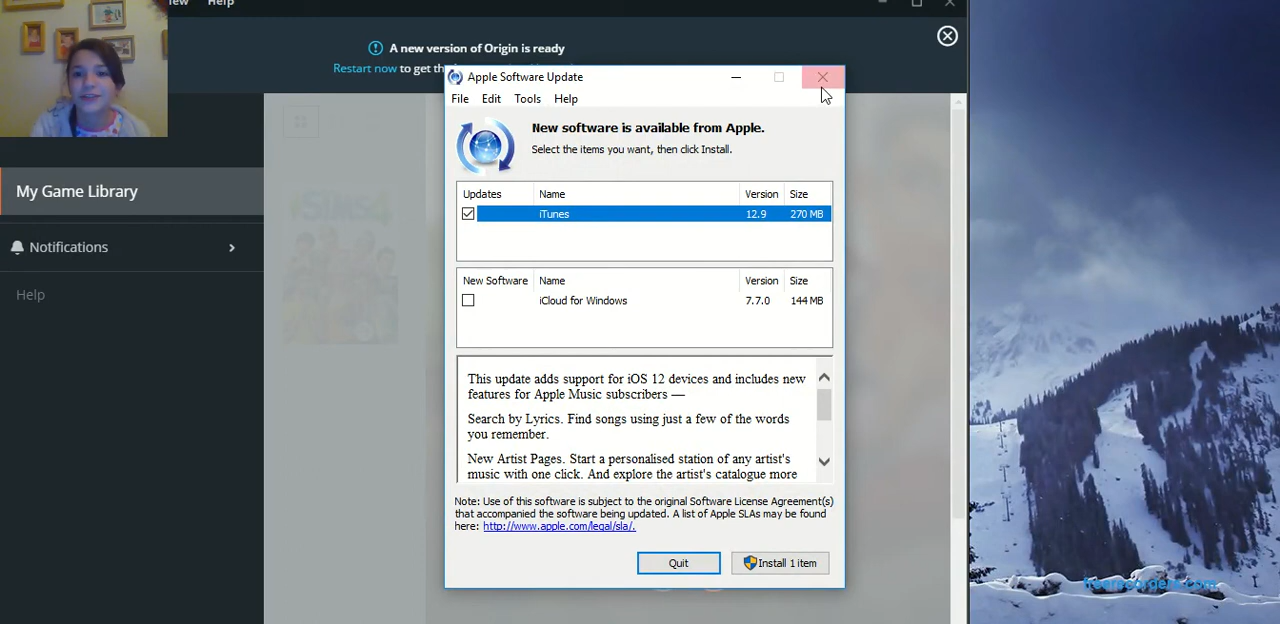 iew Help
A new version of Origin is ready
Restart now to get th
My Game Library
Notifications
Help
SIMS4
Apple Software Update
File Edit Tools Help
New software is available from Apple.
Select the items you want, then click Install.
Updates Name Version Size
iTunes 12.9 270 MB
New Software Name Version Size
iCloud for Windows 7.7.0 144 MB
This update adds support for iOS 12 devices and includes new
features for Apple Music subscribers —
Search by Lyrics. Find songs using just a few of the words
you remember.
New Artist Pages. Start a personalised station of any artist's
music with one click. And explore the artist's catalogue more
Note: Use of this software is subject to the original Software License Agreement(s)
that accompanied the software being updated. A list of Apple SLAs may be found
here: http://www.apple.com/legal/sla/.
Quit Install 1 item